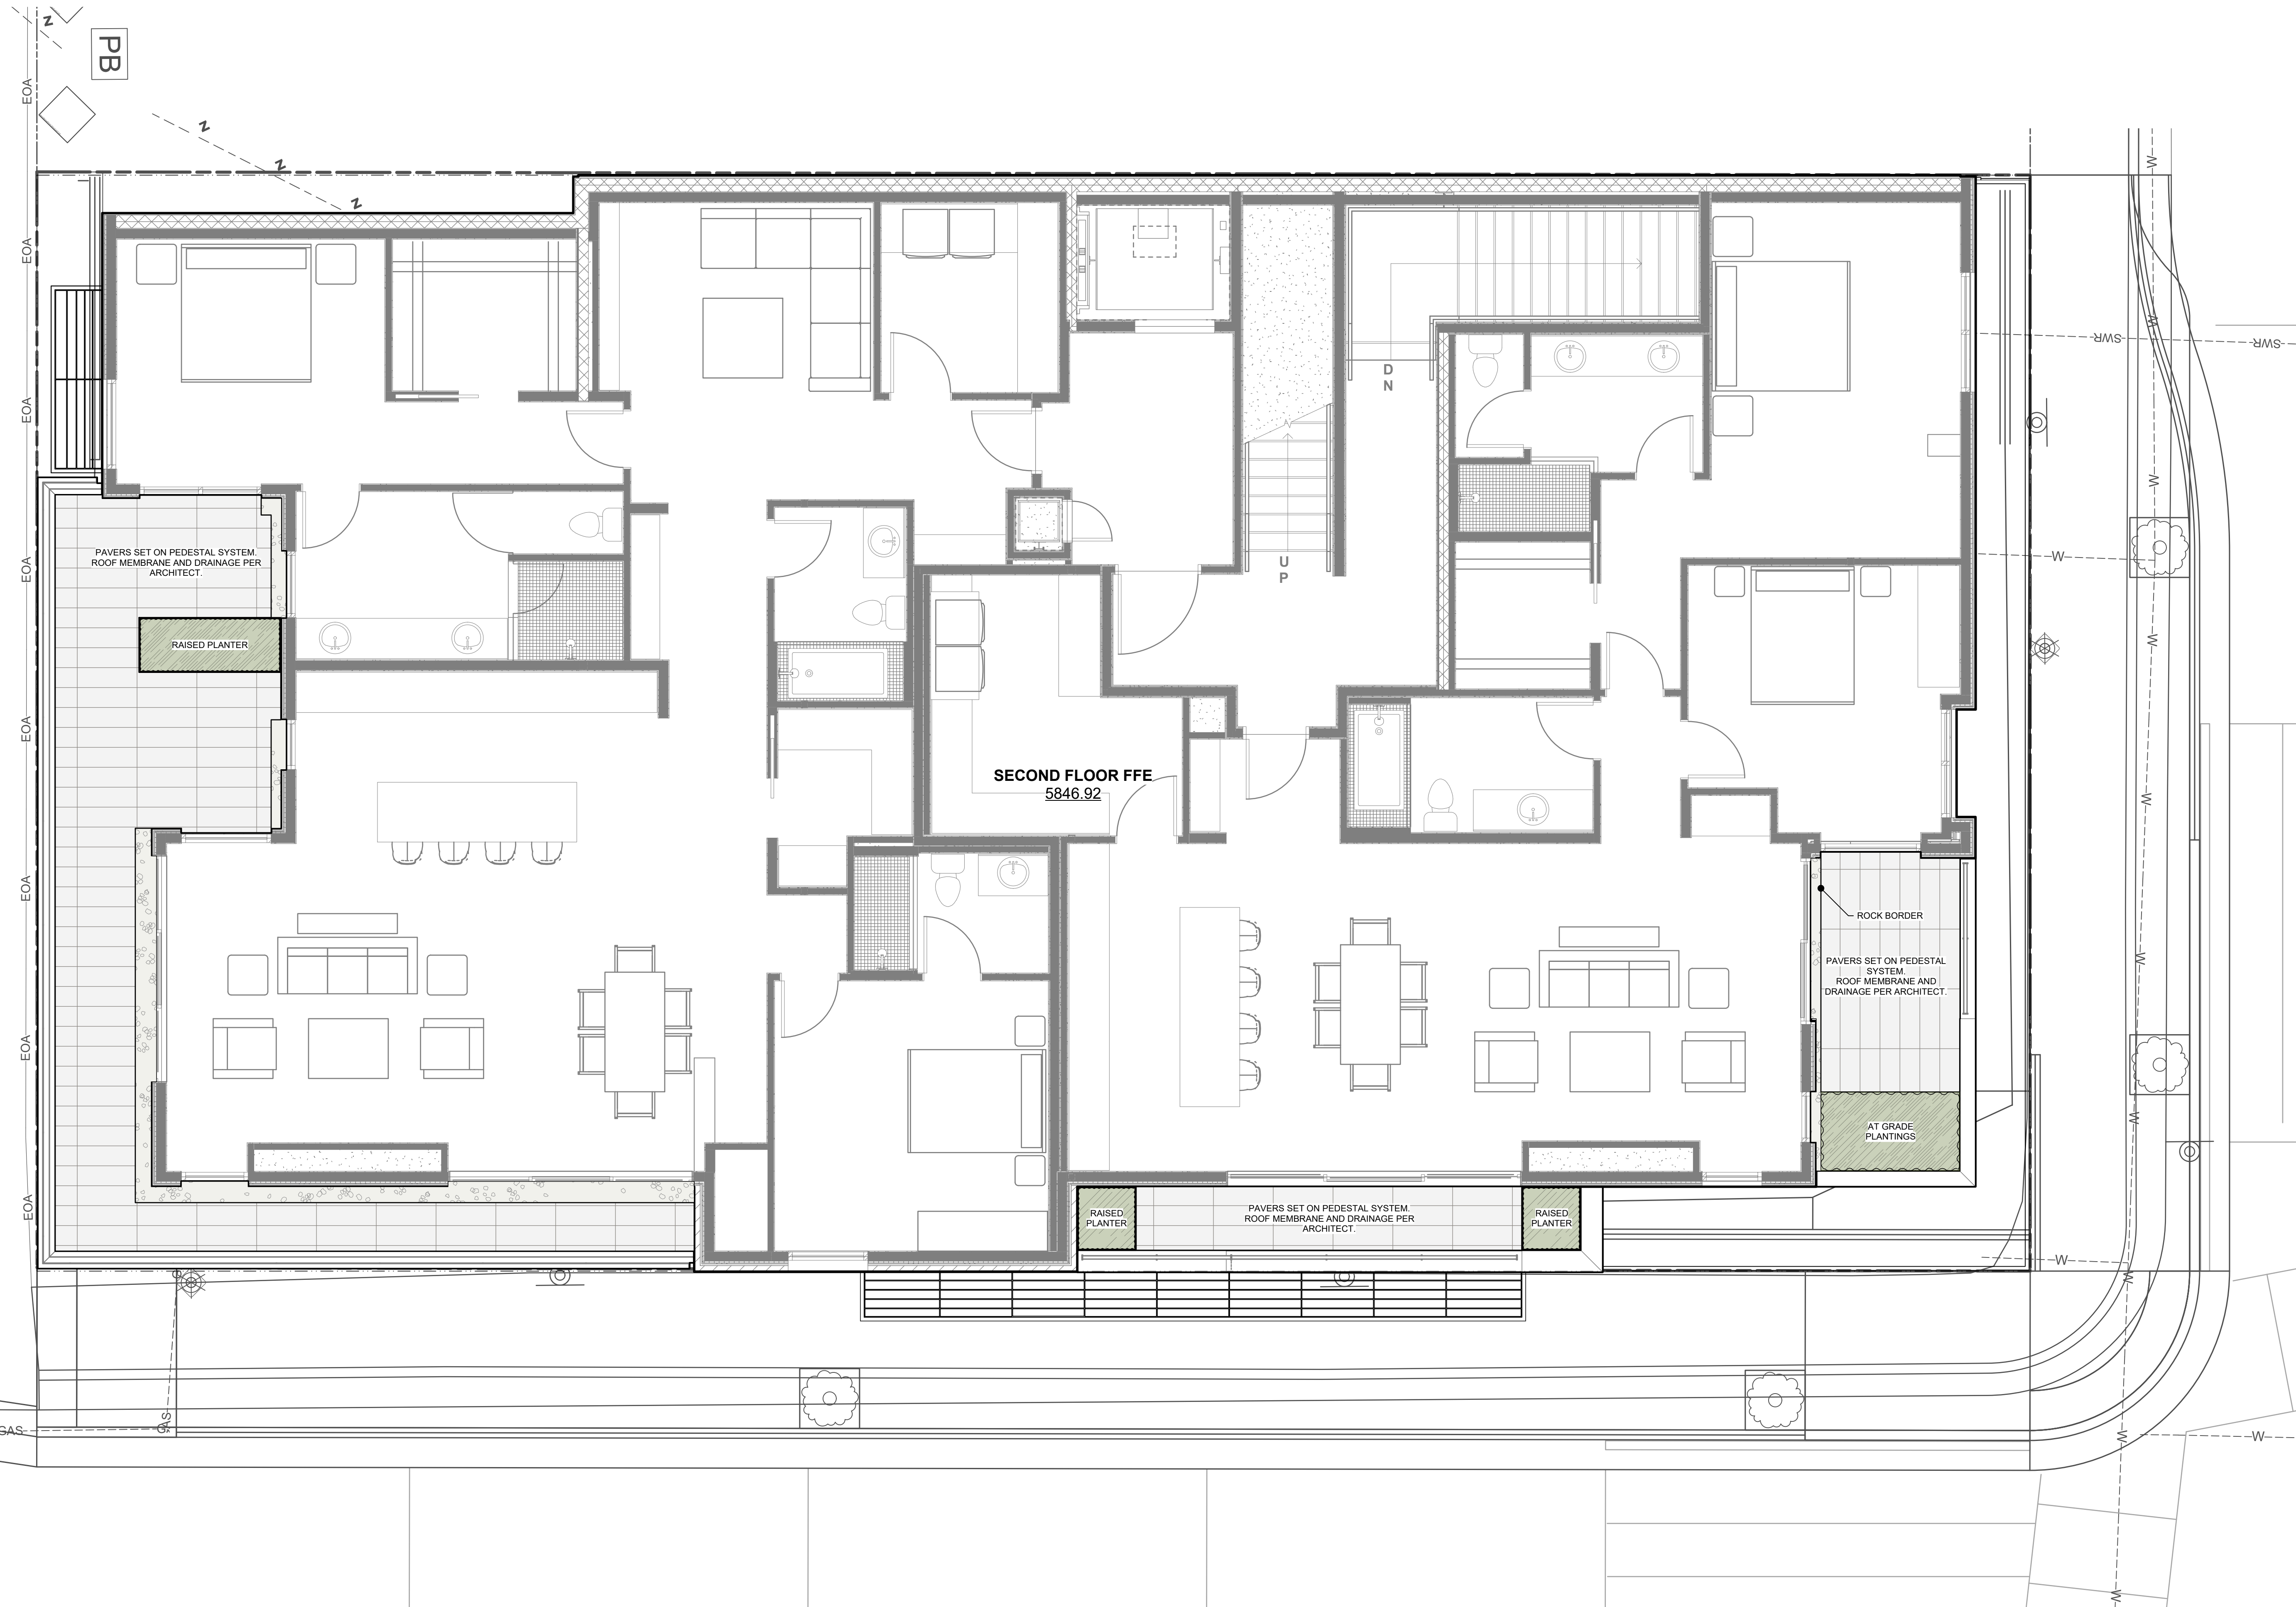 Z
PB
EOA
Z
Z
Z
W
EOA
W
SWR
SWR
D
N
EOA
W
PAVERS SET ON PEDESTAL SYSTEM.
ROOF MEMBRANE AND DRAINAGE PER
ARCHITECT.
W
EOA
U
P
RAISED PLANTER
W
EOA
SECOND FLOOR FFE
5846.92
W
EOA
ROCK BORDER
PAVERS SET ON PEDESTAL
SYSTEM.
ROOF MEMBRANE AND
DRAINAGE PER ARCHITECT.
W
EOA
W
AT GRADE
PLANTINGS
EOA
RAISED
PLANTER
PAVERS SET ON PEDESTAL SYSTEM.
ROOF MEMBRANE AND DRAINAGE PER
ARCHITECT.
RAISED
PLANTER
W
W
GAS
GAS
W
W
W